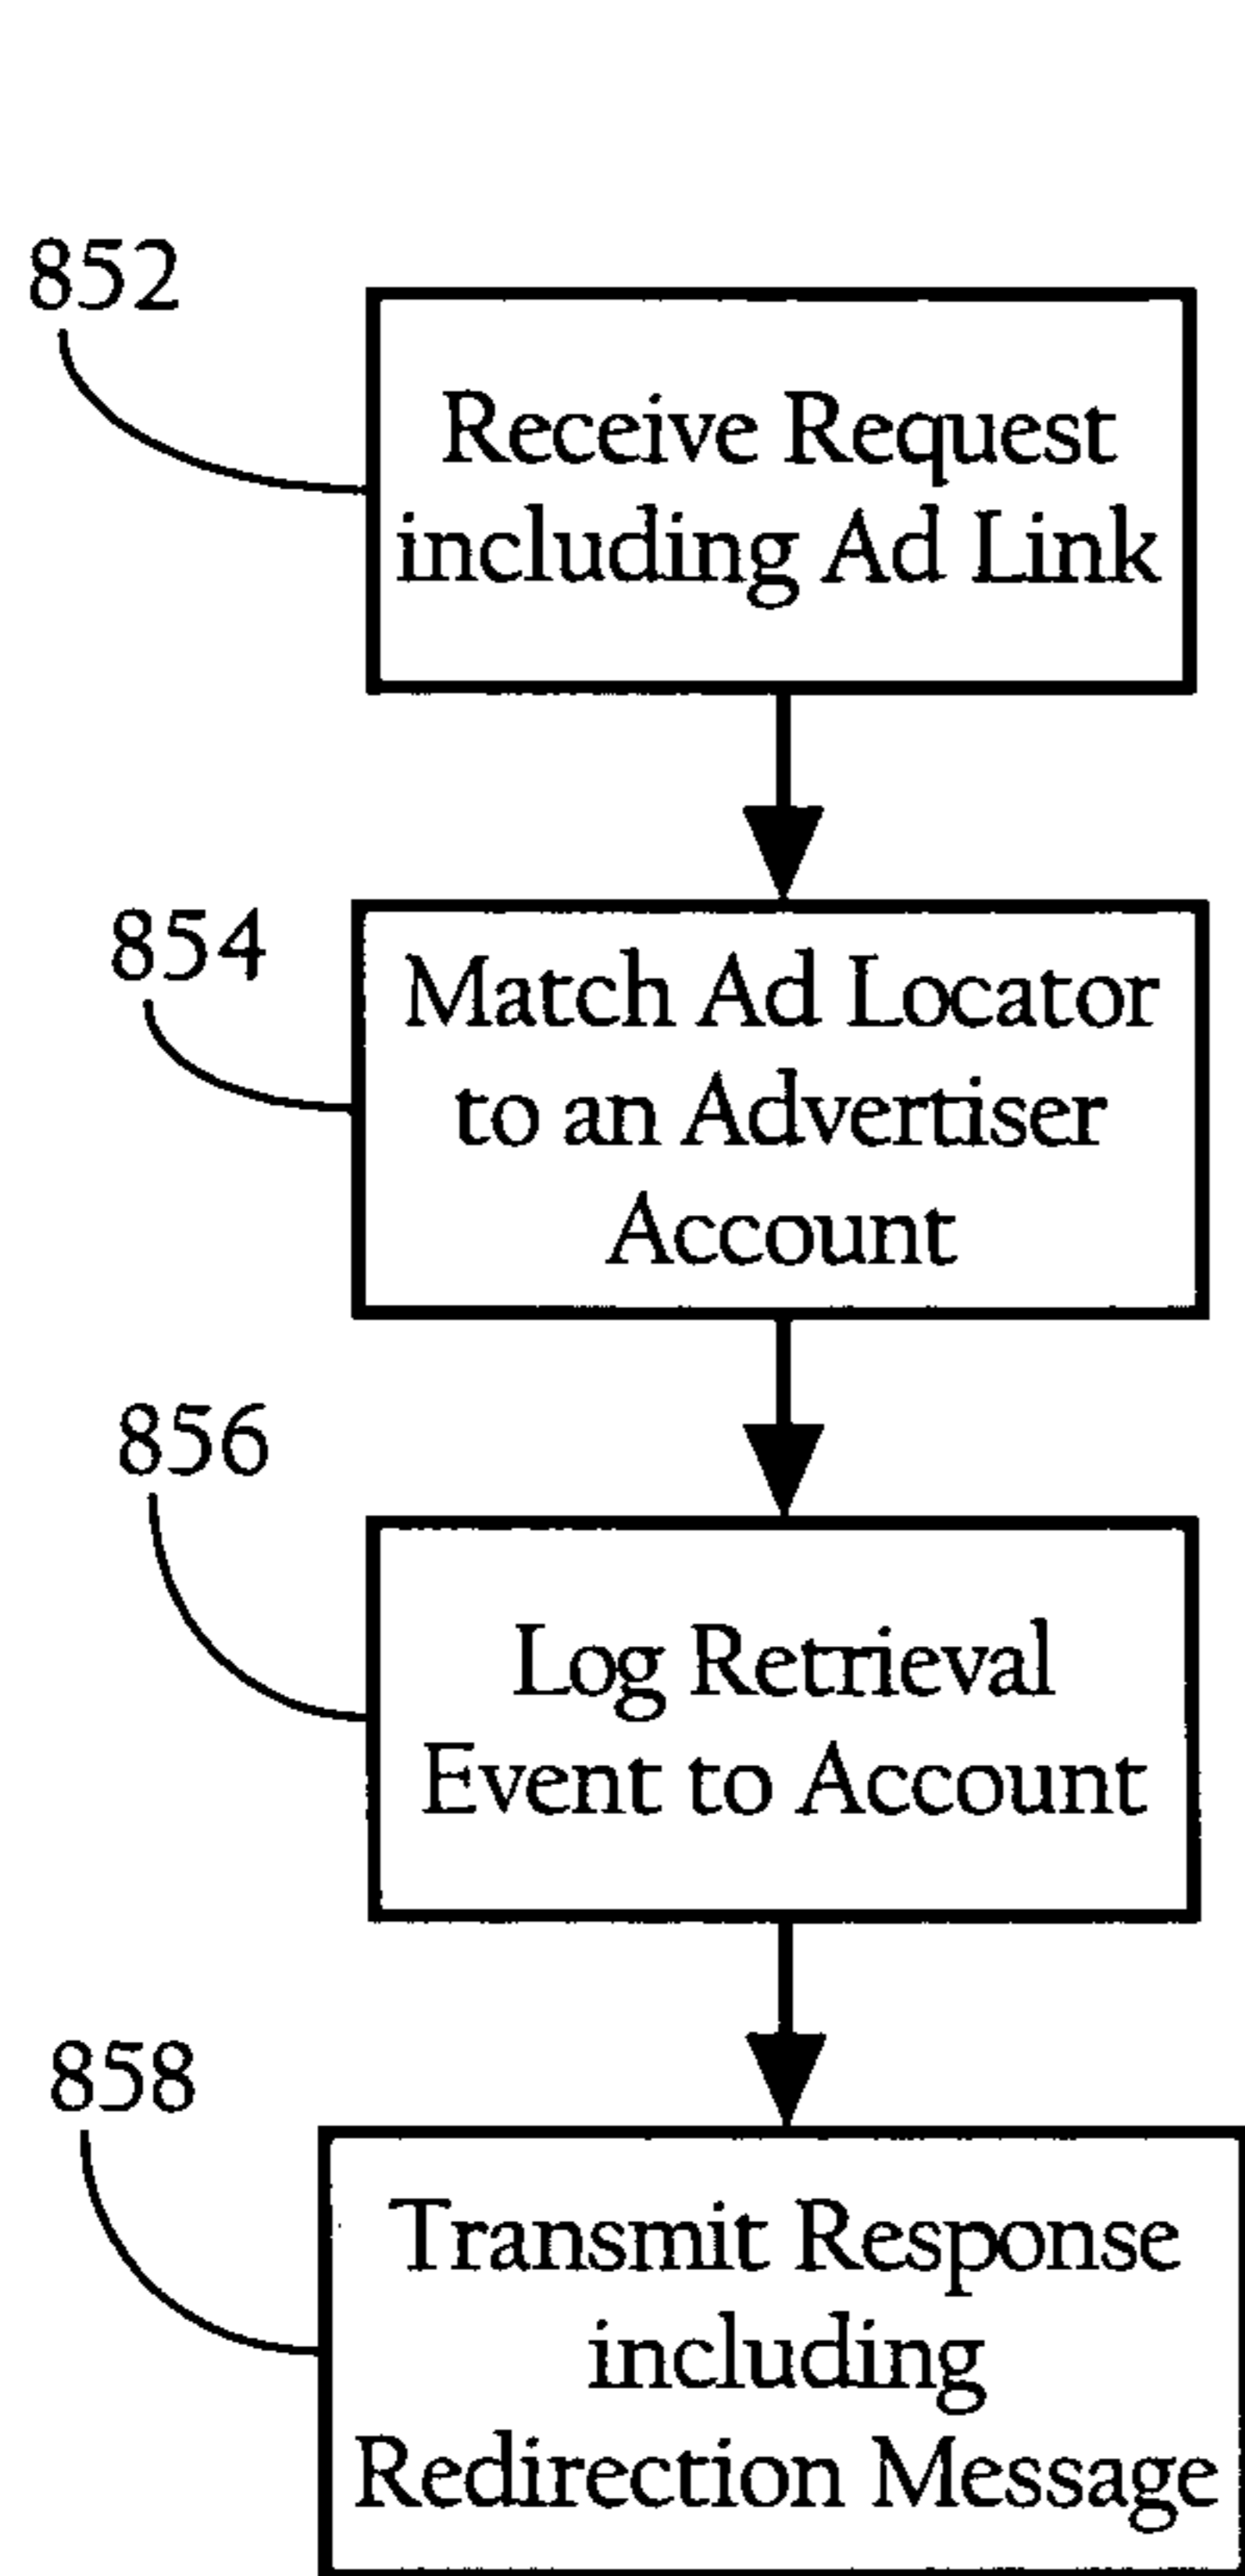 852
Receive Request
including Ad Link
854
Match Ad Locator
to an Advertiser
Account
856
Log Retrieval
Event to Account
858
Transmit Response
including
Redirection Message